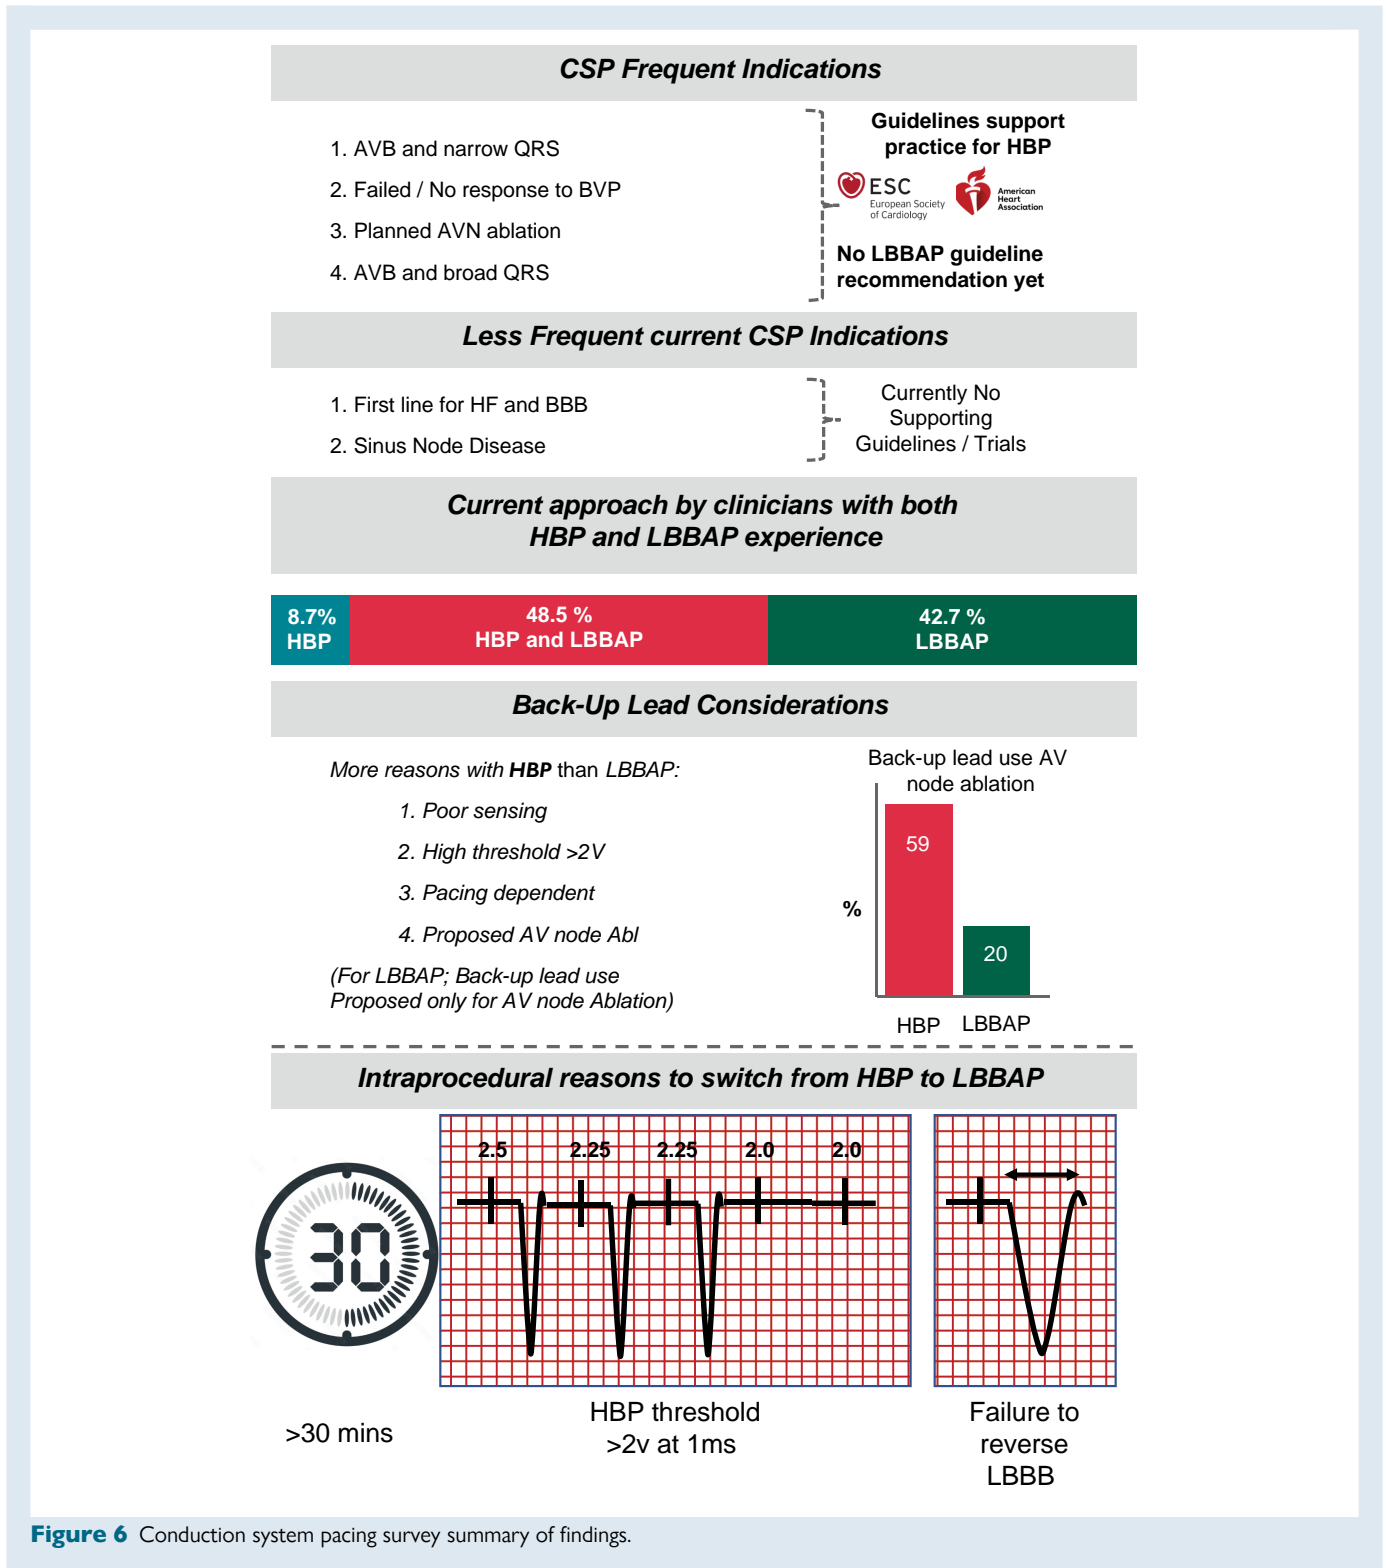 CSP Frequent Indications
1. AVB and narrow QRS
2. Failed / No response to BVP
3. Planned AVN ablation
4. AVB and broad QRS
Guidelines support
practice for HBP
ESC
European Society
of Cardiology
American
Heart
Association
No LBBAP guideline
recommendation yet
Less Frequent current CSP Indications
1. First line for HF and BBB
2. Sinus Node Disease
Currently No
Supporting
Guidelines / Trials
Current approach by clinicians with both
HBP and LBBAP experience
8.7%
HBP
48.5 %
HBP and LBBAP
42.7 %
LBBAP
Back-Up Lead Considerations
More reasons with HBP than LBBAP:
1. Poor sensing
2. High threshold >2V
3. Pacing dependent
4. Proposed AV node Abl
(For LBBAP; Back-up lead use
Proposed only for AV node Ablation)
Back-up lead use AV
node ablation
%
59
20
HBP LBBAP
Intraprocedural reasons to switch from HBP to LBBAP
30
2.5 2.25 2.25 2.0 2.0
>30 mins
HBP threshold
>2v at 1ms
Failure to
reverse
LBBB
Figure 6 Conduction system pacing survey summary of findings.